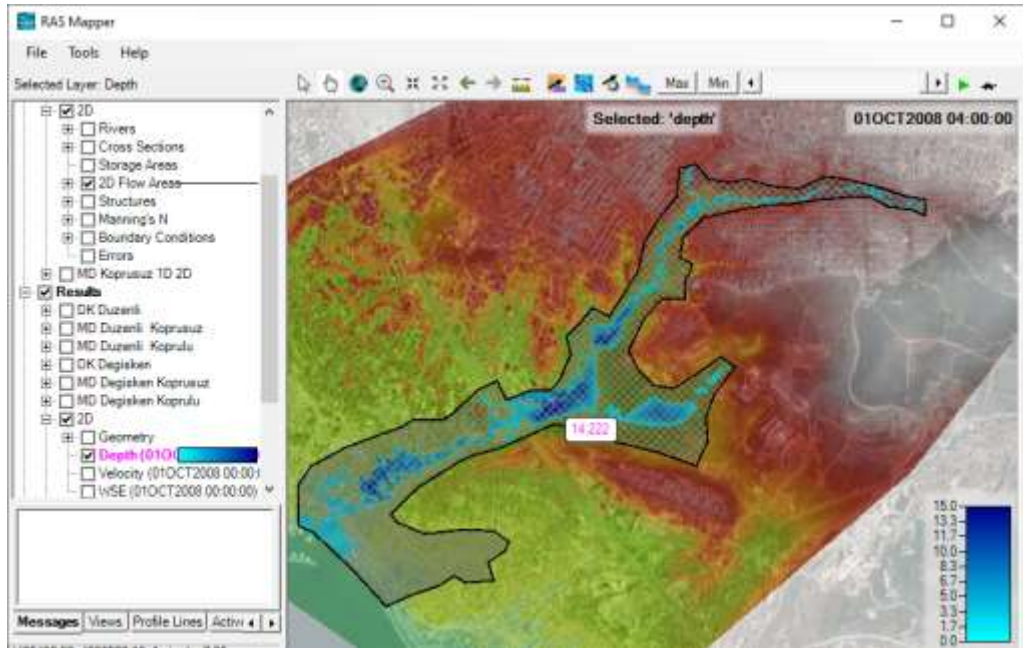 RAS Mapper
File Tools Help
Selected Layer: Depth
Max Min
2D
Rivers
Cross Sections
Storage Areas
2D Flow Areas
Structures
Manning's N
Boundary Conditions
Errors
MD Koprusuz 1D 2D
Results
DK Duzenli
MD Duzenli Koprusuz
MD Duzenli Koprulu
DK Degisken
MD Degisken Koprusuz
MD Degisken Koprulu
2D
Geometry
Depth (01OC
Velocity (01OCT2008 00:00:
WSE (01OCT2008 00:00:00)
Messages Views Profile Lines Active
Selected: 'depth'
01OCT2008 04:00:00
14.222
15.0
13.3
11.7
10.0
8.3
6.7
5.0
3.3
1.7
0.0